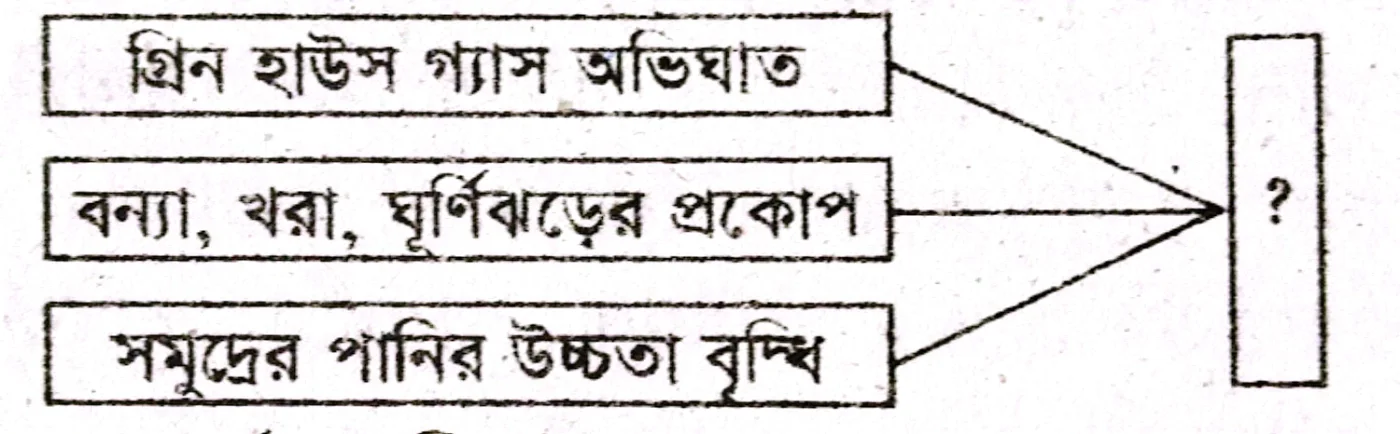 গ্রিন হাউস গ্যাস অভিঘাত
বন্যা, খরা, ঘূর্ণিঝড়ের প্রকোপ
?
সমুদ্রের পানির উচ্চতা বৃদ্ধি